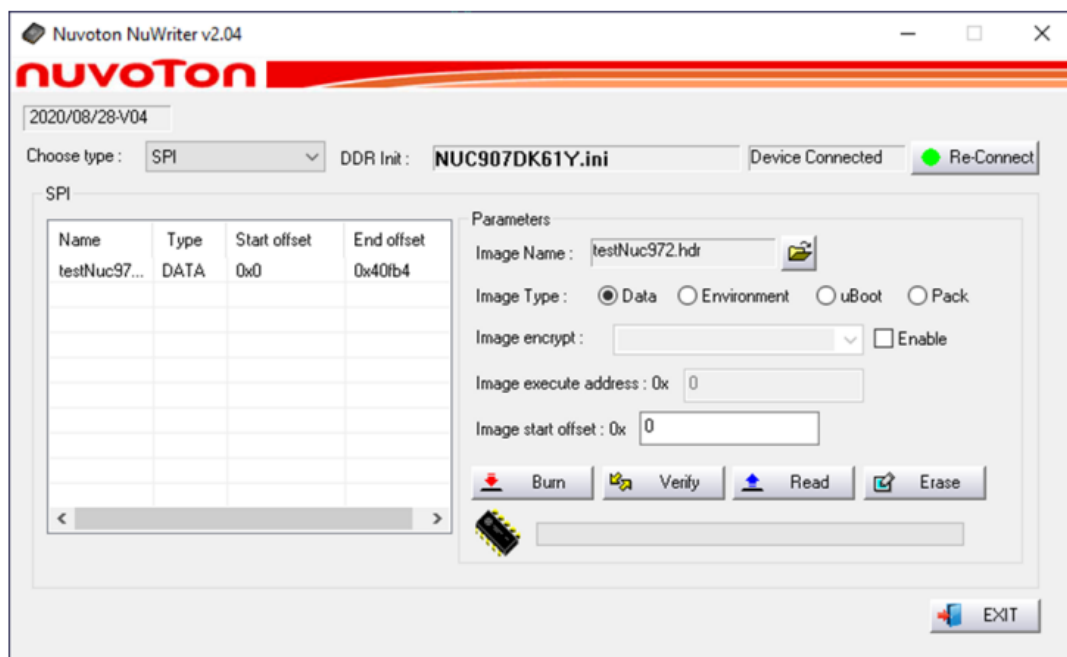 Nuvoton NuWriter v2.04
nuvoTon
2020/08/28-V04
Choose type : SPI DDR Init : NUC907DK61Y.ini Device Connected Re-Connect
SPI
Name Type Start offset End offset
testNuc97... DATA 0x0 0x40fb4
Parameters
Image Name : testNuc972.hdr
Image Type : Data Environment uBoot Pack
Image encrypt : Enable
Image execute address : 0x 0
Image start offset : 0x 0
Burn Verify Read Erase
EXIT